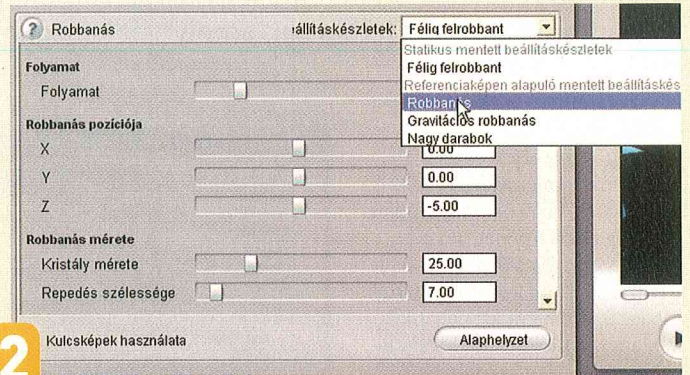 ? Robbanás
állításkészletek: Félig felrobbant
Statikus mentett beállításkészletek
Félig felrobbant
Referenciaképen alapuló mentett beállításkés
Robbanás
Gravitációs robbanás
Nagy darabok
Folyamat
Folyamat
Robbanás pozíciója
X 0.00
Y 0.00
Z -5.00
Robbanás mérete
Kristály mérete 25.00
Repedés szélessége 7.00
2
Kulcsképek használata
Alaphelyzet